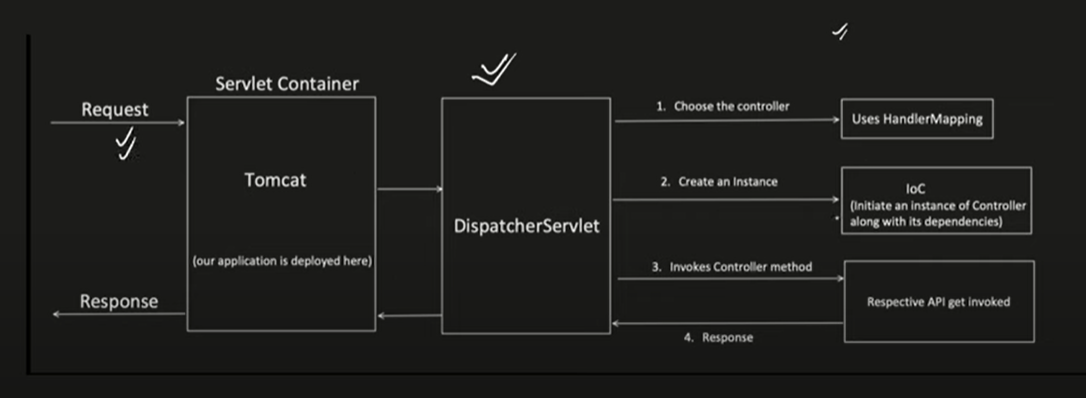 Servlet Container
Request
Tomcat
(our application is deployed here)
Response
DispatcherServlet
1. Choose the controller
Uses HandlerMapping
2. Create an Instance
IoC
(Initiate an instance of Controller
along with its dependencies)
3. Invokes Controller method
Respective API get invoked
4. Response